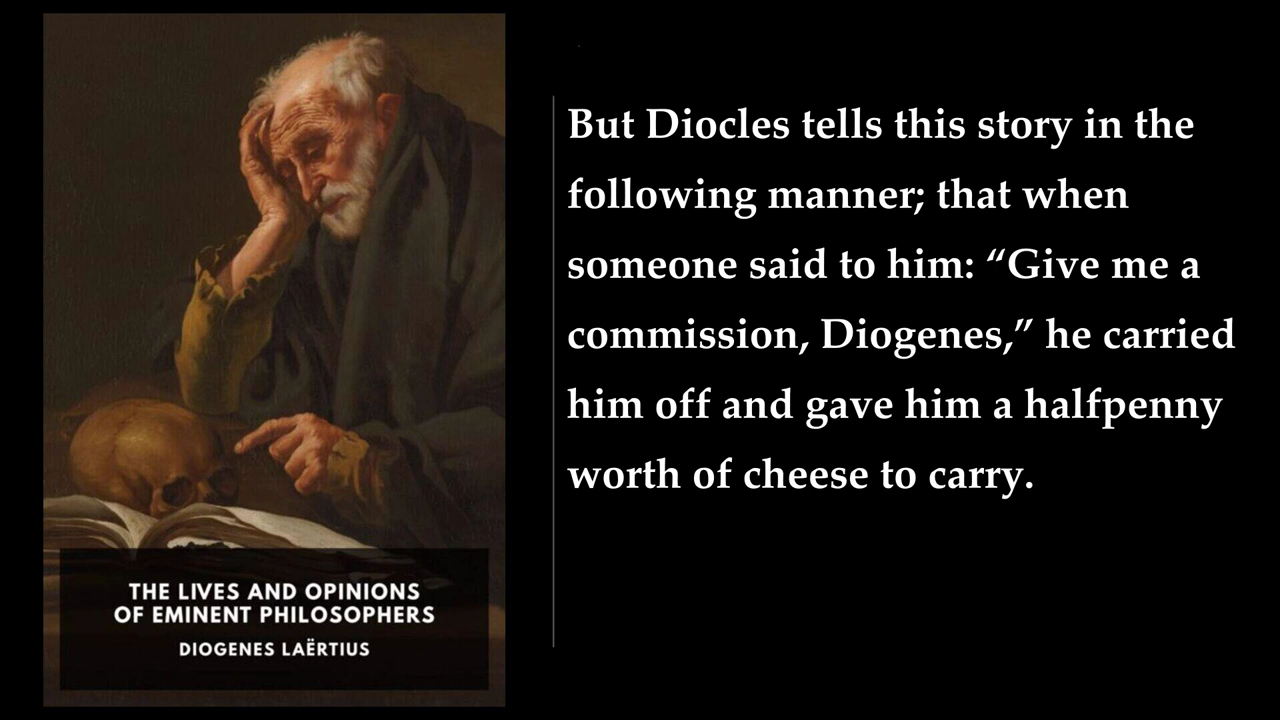 But Diocles tells this story in the
following manner; that when
someone said to him: “Give me a
commission, Diogenes,” he carried
him off and gave him a halfpenny
worth of cheese to carry.
THE LIVES AND OPINIONS
OF EMINENT PHILOSOPHERS
DIOGENES LAËRTIUS